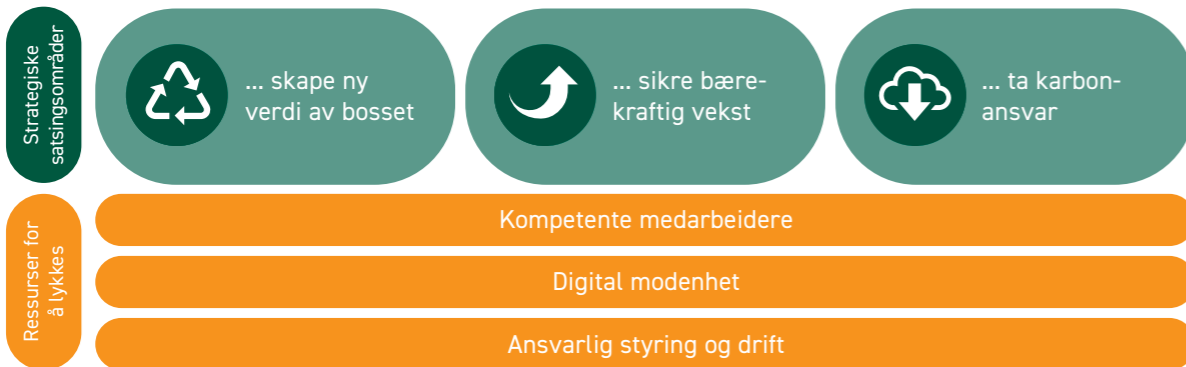 Strategiske
satsingsområder
... skape ny
verdi av bosset
... sikre bære-
kraftig vekst
... ta karbon-
ansvar
Ressurser for
å lykkes
Kompetente medarbeidere
Digital modenhet
Ansvarlig styring og drift